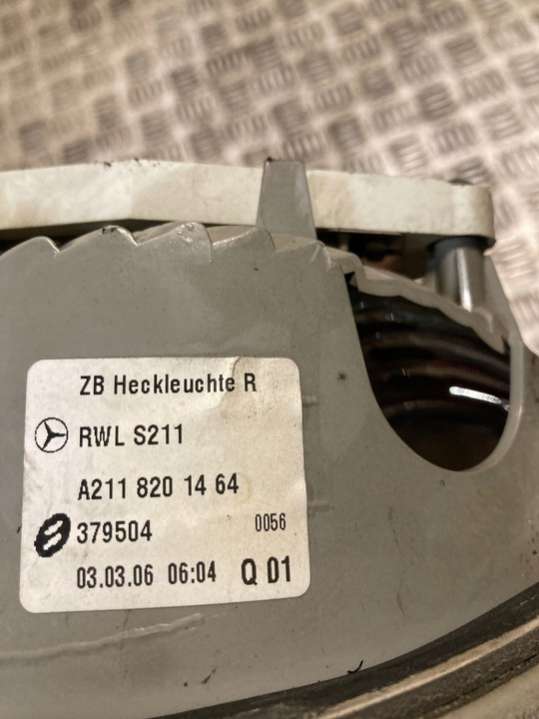 ZB Heckleuchte R
RWL S211
A211 820 14 64
379504 0056
03.03.06 06:04 Q 01